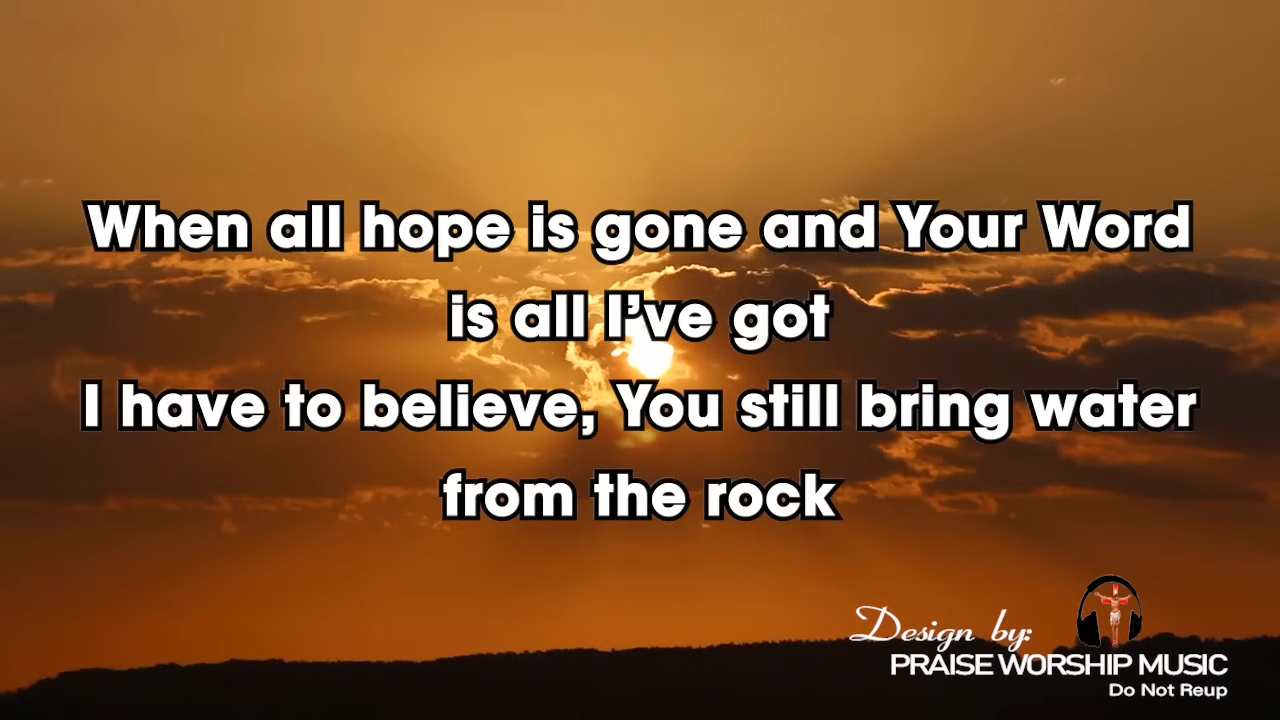 When all hope is gone and Your Word
is all I've got
I have to believe, You still bring water
from the rock
Design by:
PRAISE WORSHIP MUSIC
Do Not Reup